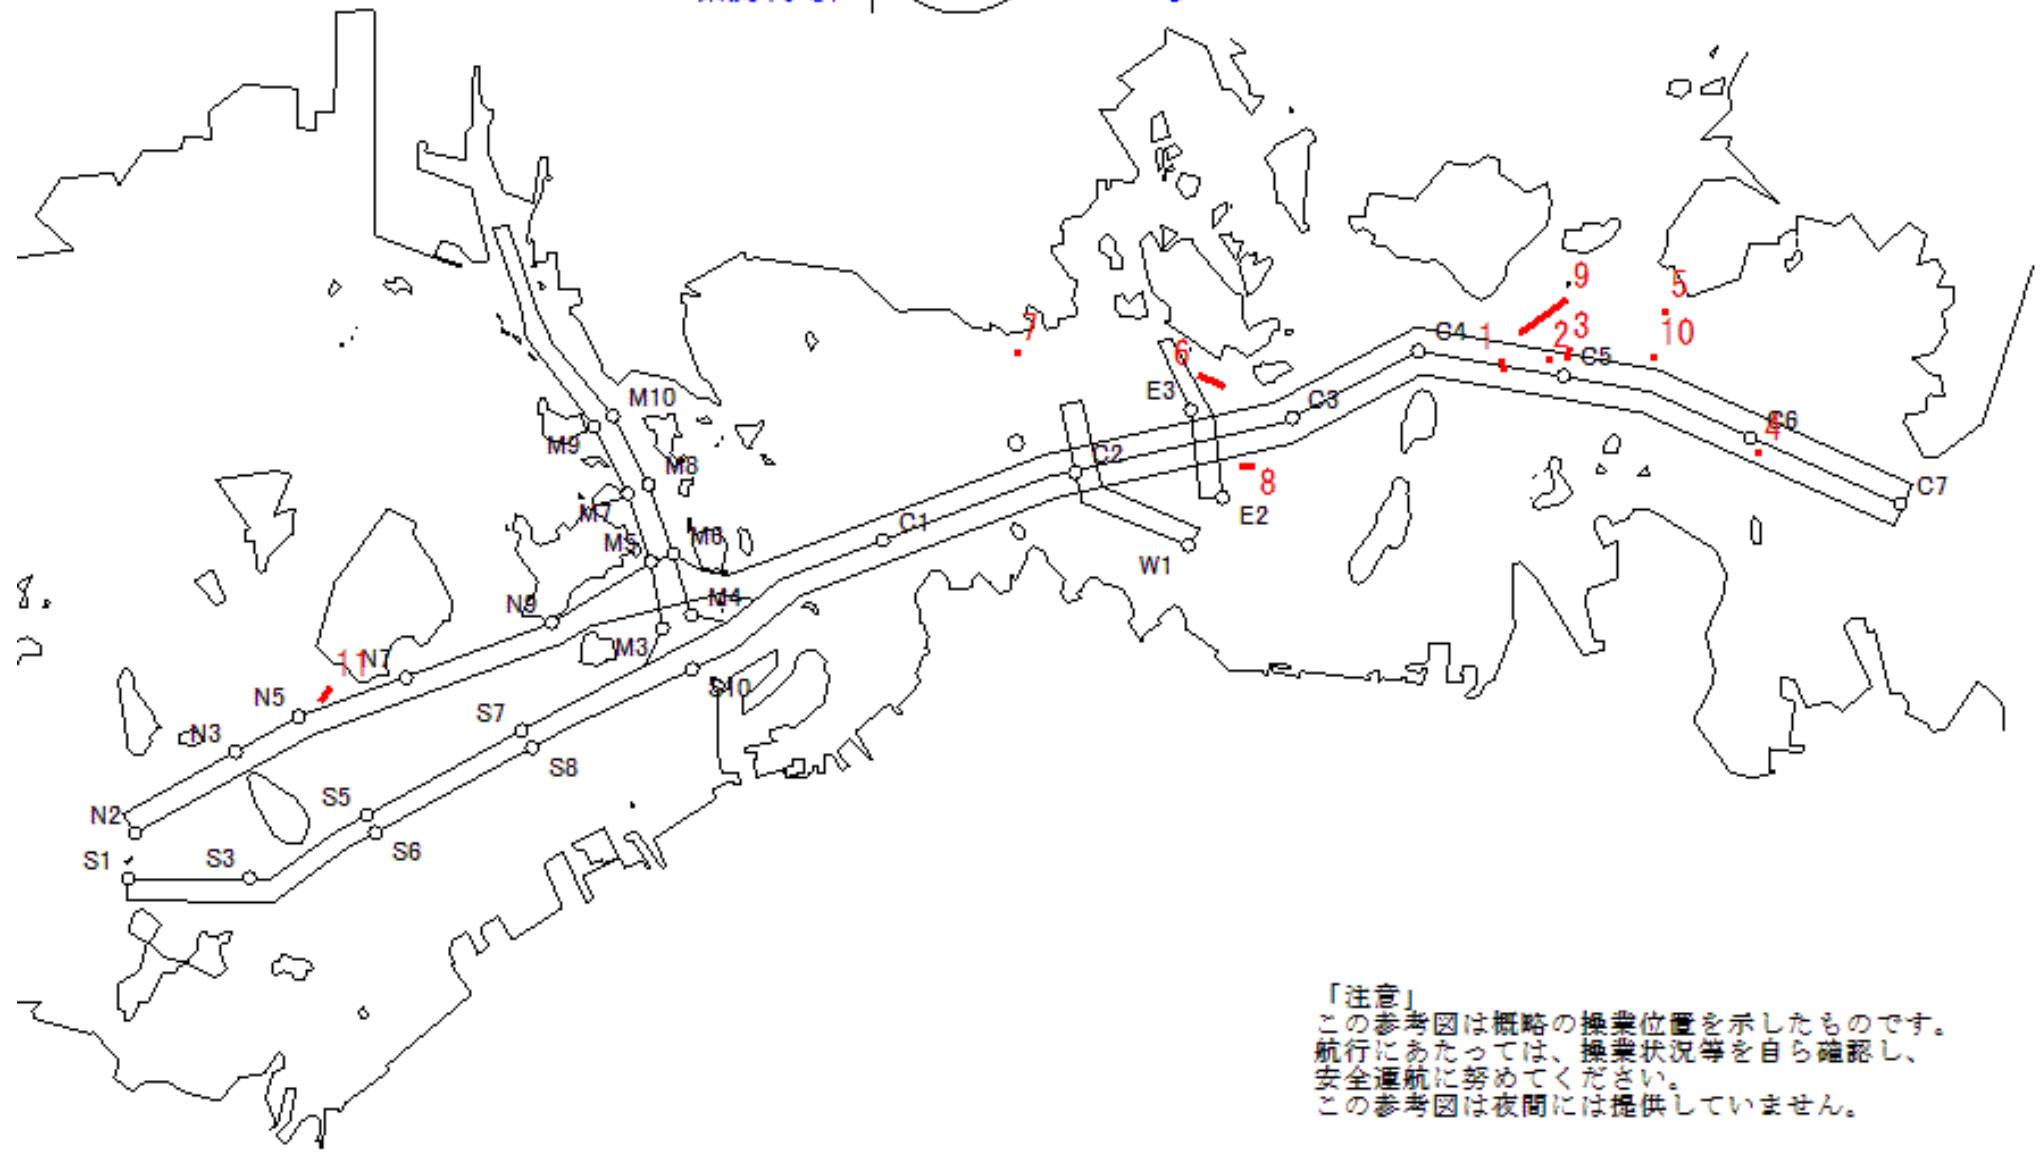 9
5
7
1
2
3
10
C4
C5
6
E3
C3
C6
4
M10
M9
M8
C2
8
C7
E2
M7
M5
M6
C1
W1
N9
M4
M3
11
N7
S10
N5
S7
N3
S8
S5
N2
S6
S1
S3
「注意」
この参考図は概略の操業位置を示したものです。
航行にあたっては、操業状況等を自ら確認し、
安全運航に努めてください。
この参考図は夜間には提供していません。